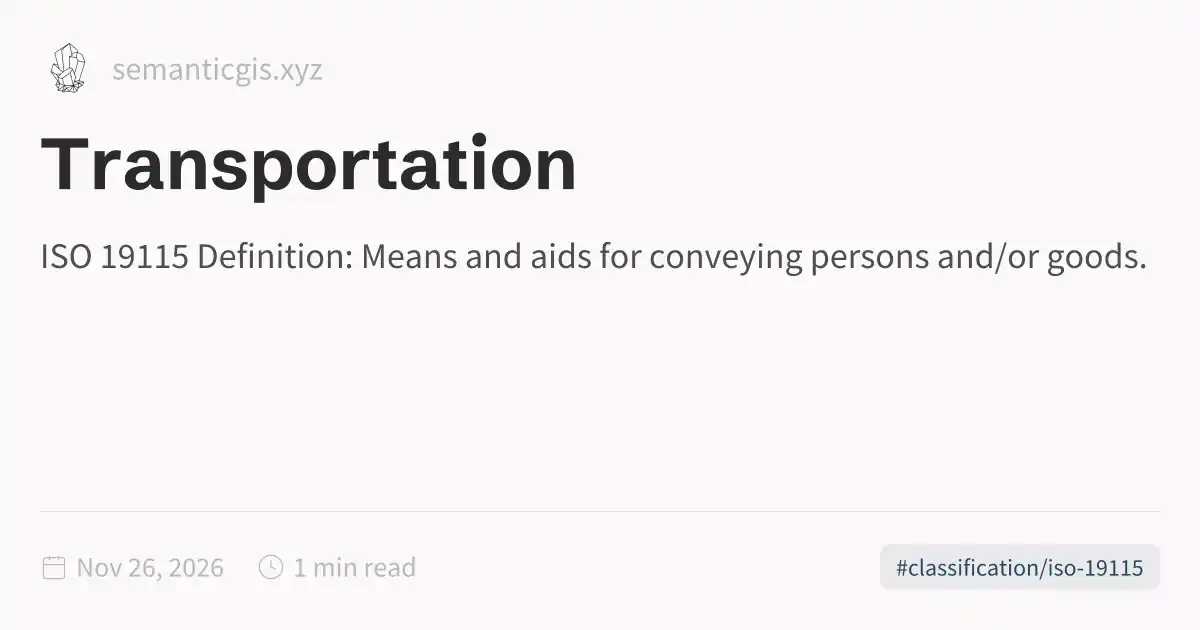 semanticgis.xyz
Transportation
ISO 19115 Definition: Means and aids for conveying persons and/or goods.
Nov 26, 2026 1 min read #classification/iso-19115